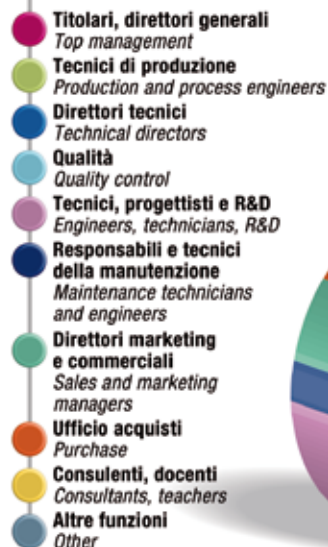 Titolari, direttori generali
Top management
Tecnici di produzione
Production and process engineers
Direttori tecnici
Technical directors
Qualità
Quality control
Tecnici, progettisti e R&D
Engineers, technicians, R&D
Responsabili e tecnici
della manutenzione
Maintenance technicians
and engineers
Direttori marketing
e commerciali
Sales and marketing
managers
Ufficio acquisti
Purchase
Consulenti, docenti
Consultants, teachers
Altre funzioni
Other